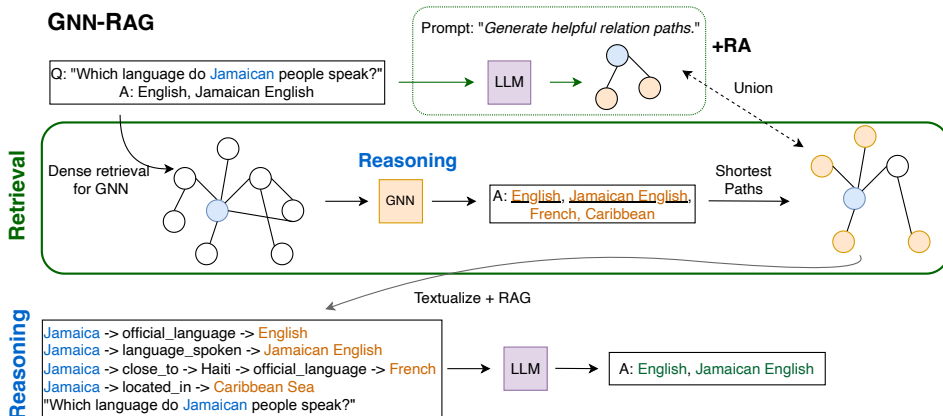 GNN-RAG
Prompt: "Generate helpful relation paths."
+RA
Q: "Which language do Jamaican people speak?"
A: English, Jamaican English
LLM
Union
Retrieval
Dense retrieval
for GNN
Reasoning
GNN
A: English, Jamaican English,
French, Caribbean
Shortest
Paths
Textualize + RAG
Reasoning
Jamaica -> official_language -> English
Jamaica -> language_spoken -> Jamaican English
Jamaica -> close_to -> Haiti -> official_language -> French
Jamaica -> located_in -> Caribbean Sea
"Which language do Jamaican people speak?"
LLM
A: English, Jamaican English